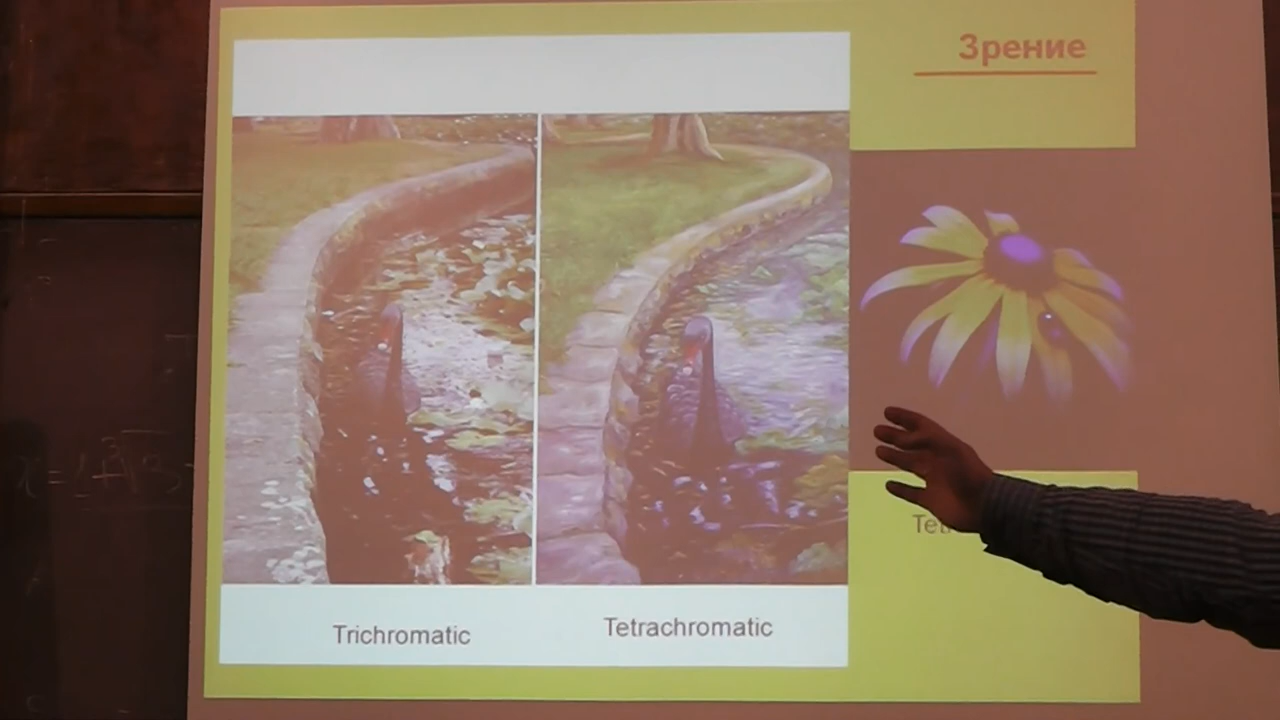 Зрение
Trichromatic
Tetrachromatic